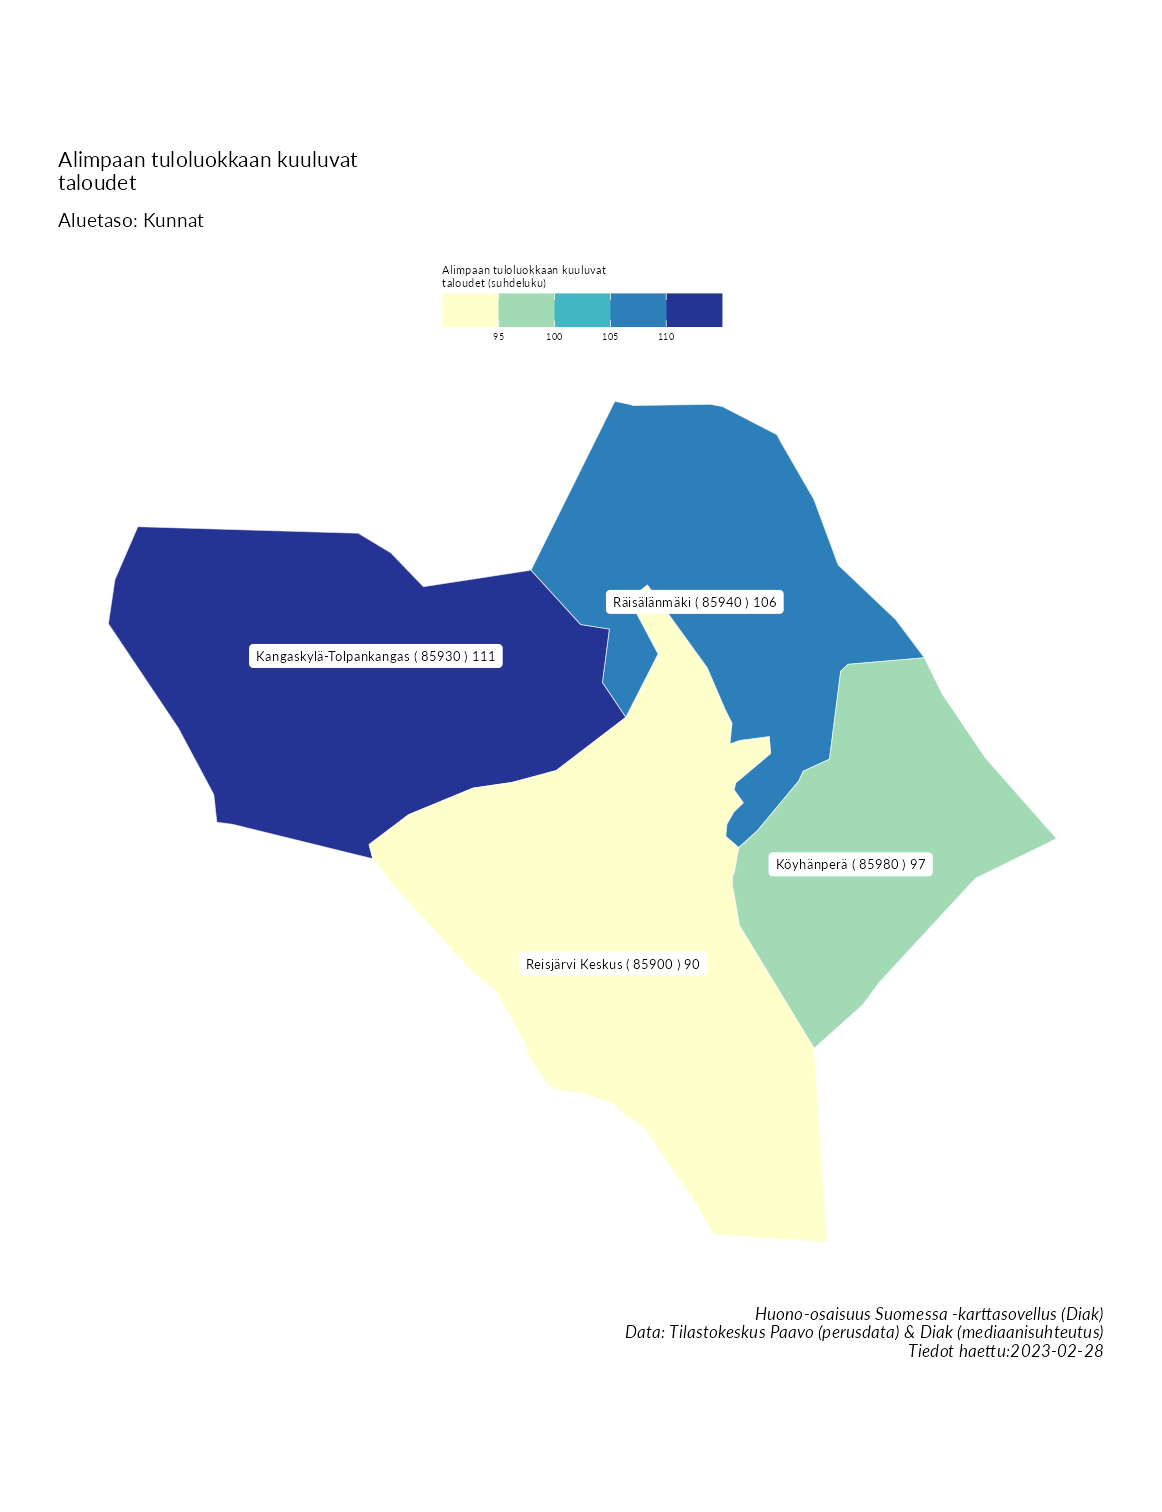 Alimpaan tuloluokkaan kuuluvat
taloudet
Aluetaso: Kunnat
Alimpaan tuloluokkaan kuuluvat
taloudet (suhdeluku)
95 100 105 110
Räisälänmäki ( 85940 ) 106
Kangaskylä-Tolpankangas ( 85930 ) 111
Köyhänperä ( 85980 ) 97
Reisjärvi Keskus ( 85900 ) 90
Huono-osaisuus Suomessa -karttasovellus (Diak)
Data: Tilastokeskus Paavo (perusdata) & Diak (mediaanisuhteutus)
Tiedot haettu:2023-02-28